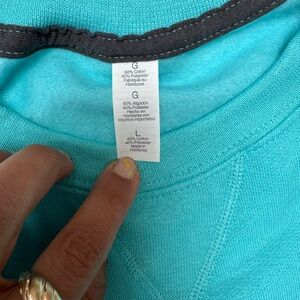 G
60% Cotton
40% Polyester
Fabriqué au
Honduras
G
60% Algodón
40% Poliéster
Hecho en
Honduras con
insumos importados
L
60% Cotton
40% Polyester
Made in
Honduras